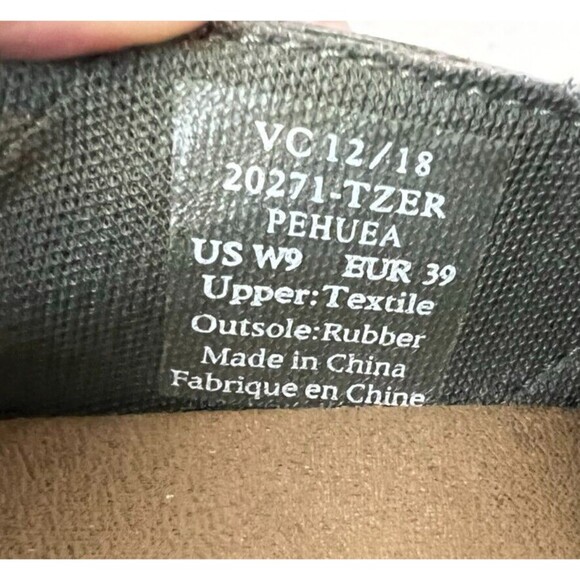 VC 12/18
20271-TZER
PEHUEA
US W9 EUR 39
Upper:Textile
Outsole:Rubber
Made in China
Fabrique en Chine